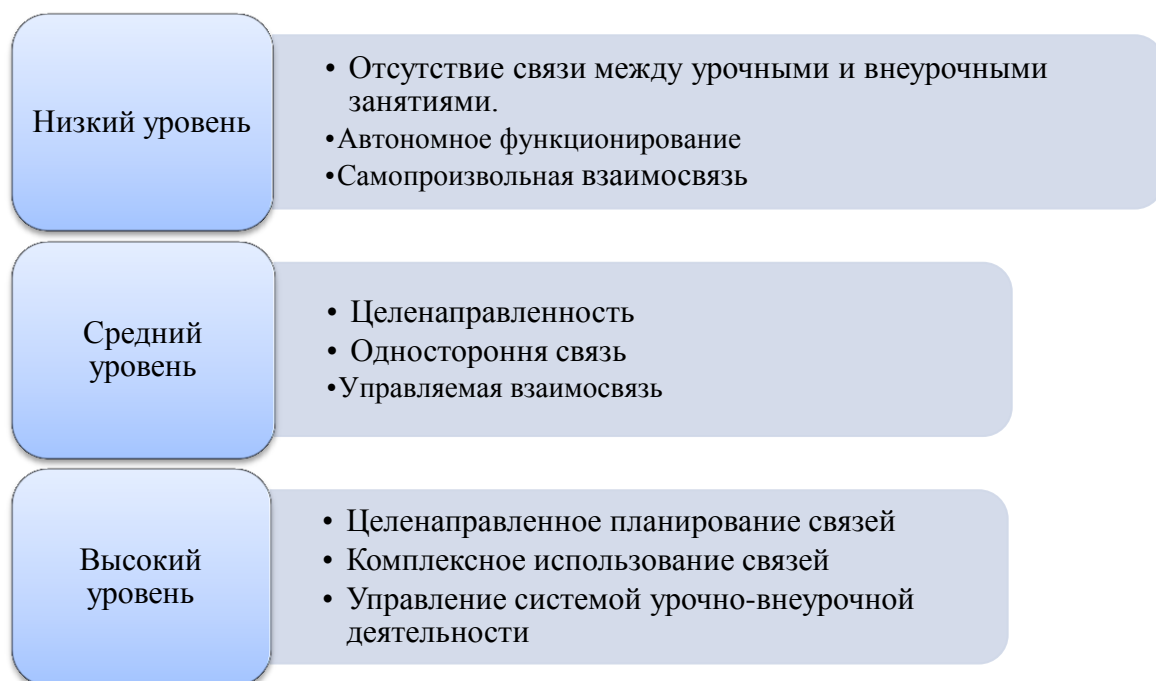 Низкий уровень
• Отсутствие связи между урочными и внеурочными
занятиями.
•Автономное функционирование
•Самопроизвольная взаимосвязь
Средний
уровень
• Целенаправленность
• Одностороння связь
•Управляемая взаимосвязь
Высокий
уровень
• Целенаправленное планирование связей
• Комплексное использование связей
• Управление системой урочно-внеурочной
деятельности